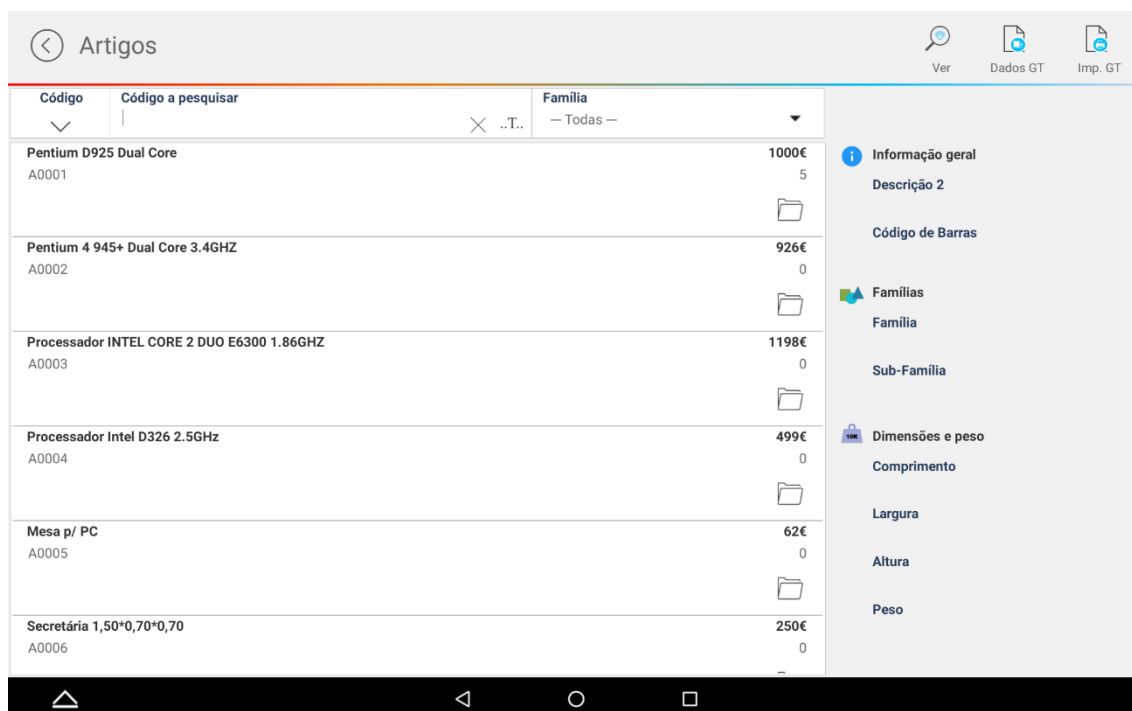 Artigos
Ver
Dados GT
Imp. GT
Código
Código a pesquisar
..T..
Família
— Todas —
Pentium D925 Dual Core
1000€
A0001
5
Pentium 4 945+ Dual Core 3.4GHZ
926€
A0002
0
Processador INTEL CORE 2 DUO E6300 1.86GHZ
1198€
A0003
0
Processador Intel D326 2.5GHz
499€
A0004
0
Mesa p/ PC
62€
A0005
0
Secretária 1,50*0,70*0,70
250€
A0006
0
Informação geral
Descrição 2
Código de Barras
Famílias
Família
Sub-Família
10K
Dimensões e peso
Comprimento
Largura
Altura
Peso